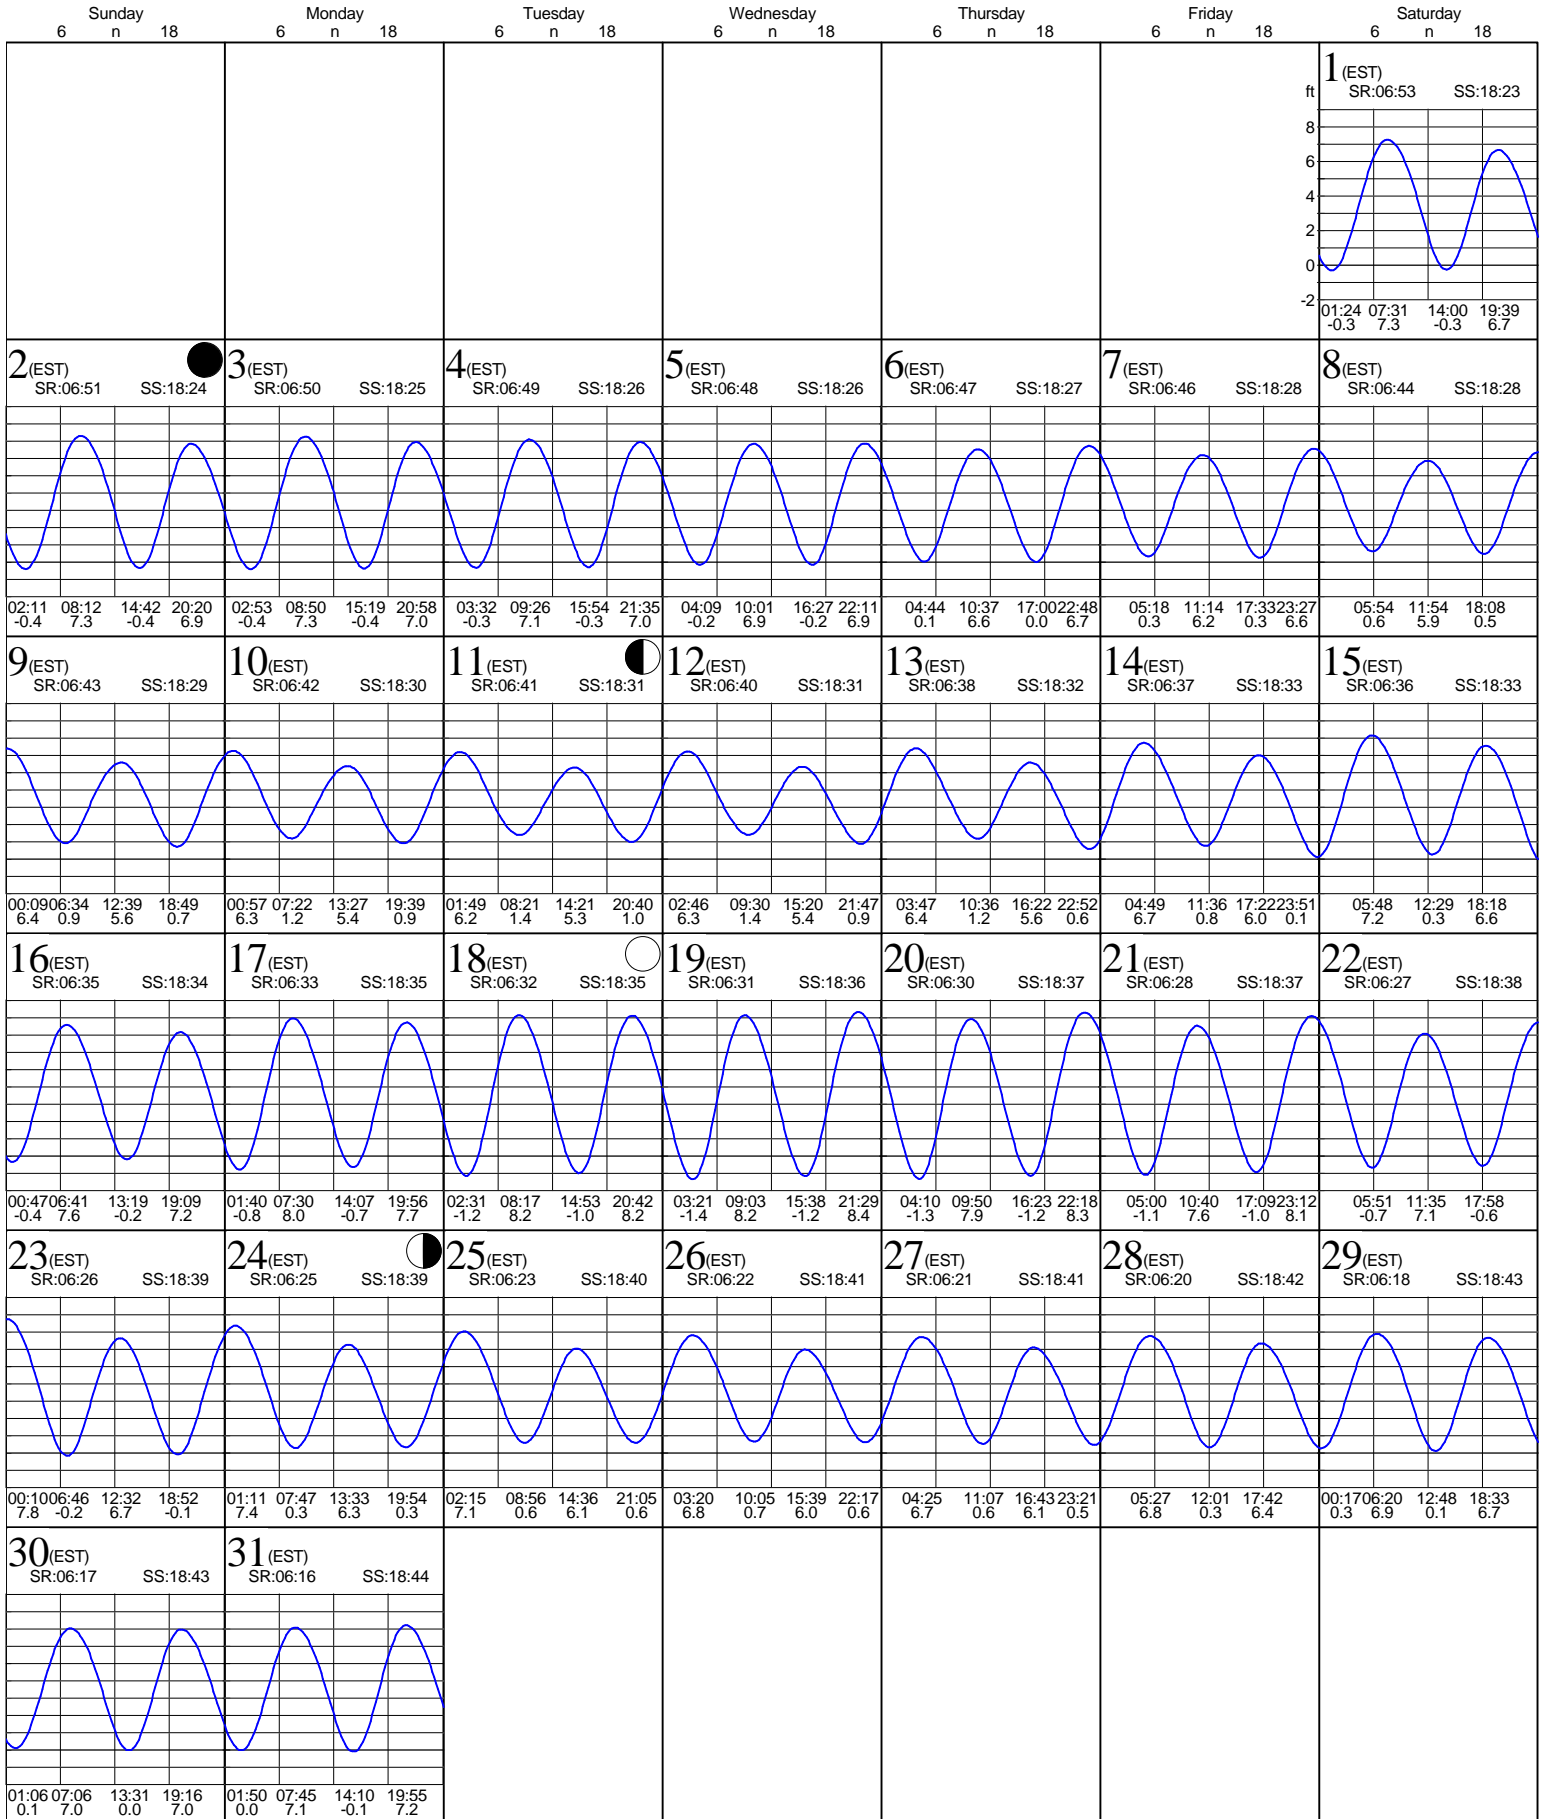 Sunday Monday Tuesday Wednesday Thursday Friday Saturday
6 n 18 6 n 18 6 n 18 6 n 18 6 n 18 6 n 18 6 n 18
1(EST)
ft SR:06:53 SS:18:23
8
6
4
2
0
-2
01:24 07:31 14:00 19:39
-0.3 7.3 -0.3 6.7
2(EST) 3(EST) 4(EST) 5(EST) 6(EST) 7(EST) 8(EST)
SR:06:51 SS:18:24 SR:06:50 SS:18:25 SR:06:49 SS:18:26 SR:06:48 SS:18:26 SR:06:47 SS:18:27 SR:06:46 SS:18:28 SR:06:44 SS:18:28
02:11 08:12 14:42 20:20 02:53 08:50 15:19 20:58 03:32 09:26 15:54 21:35 04:09 10:01 16:27 22:11 04:44 10:37 17:00 22:48 05:18 11:14 17:33 23:27 05:54 11:54 18:08
-0.4 7.3 -0.4 6.9 -0.4 7.3 -0.4 7.0 -0.3 7.1 -0.3 7.0 -0.2 6.9 -0.2 6.9 0.1 6.6 0.0 6.7 0.3 6.2 0.3 6.6 0.6 5.9 0.5
9(EST) 10(EST) 11(EST) 12(EST) 13(EST) 14(EST) 15(EST)
SR:06:43 SS:18:29 SR:06:42 SS:18:30 SR:06:41 SS:18:31 SR:06:40 SS:18:31 SR:06:38 SS:18:32 SR:06:37 SS:18:33 SR:06:36 SS:18:33
00:09 06:34 12:39 18:49 00:57 07:22 13:27 19:39 01:49 08:21 14:21 20:40 02:46 09:30 15:20 21:47 03:47 10:36 16:22 22:52 04:49 11:36 17:22 23:51 05:48 12:29 18:18
6.4 0.9 5.6 0.7 6.3 1.2 5.4 0.9 6.2 1.4 5.3 1.0 6.3 1.4 5.4 0.9 6.4 1.2 5.6 0.6 6.7 0.8 6.0 0.1 7.2 0.3 6.6
16(EST) 17(EST) 18(EST) 19(EST) 20(EST) 21(EST) 22(EST)
SR:06:35 SS:18:34 SR:06:33 SS:18:35 SR:06:32 SS:18:35 SR:06:31 SS:18:36 SR:06:30 SS:18:37 SR:06:28 SS:18:37 SR:06:27 SS:18:38
00:47 06:41 13:19 19:09 01:40 07:30 14:07 19:56 02:31 08:17 14:53 20:42 03:21 09:03 15:38 21:29 04:10 09:50 16:23 22:18 05:00 10:40 17:09 23:12 05:51 11:35 17:58
-0.4 7.6 -0.2 7.2 -0.8 8.0 -0.7 7.7 -1.2 8.2 -1.0 8.2 -1.4 8.2 -1.2 8.4 -1.3 7.9 -1.2 8.3 -1.1 7.6 -1.0 8.1 -0.7 7.1 -0.6
23(EST) 24(EST) 25(EST) 26(EST) 27(EST) 28(EST) 29(EST)
SR:06:26 SS:18:39 SR:06:25 SS:18:39 SR:06:23 SS:18:40 SR:06:22 SS:18:41 SR:06:21 SS:18:41 SR:06:20 SS:18:42 SR:06:18 SS:18:43
00:10 06:46 12:32 18:52 01:11 07:47 13:33 19:54 02:15 08:56 14:36 21:05 03:20 10:05 15:39 22:17 04:25 11:07 16:43 23:21 05:27 12:01 17:42 00:17 06:20 12:48 18:33
7.8 -0.2 6.7 -0.1 7.4 0.3 6.3 0.3 7.1 0.6 6.1 0.6 6.8 0.7 6.0 0.6 6.7 0.6 6.1 0.5 6.8 0.3 6.4 0.3 6.9 0.1 6.7
30(EST) 31(EST)
SR:06:17 SS:18:43 SR:06:16 SS:18:44
01:06 07:06 13:31 19:16 01:50 07:45 14:10 19:55
0.1 7.0 0.0 7.0 0.0 7.1 -0.1 7.2